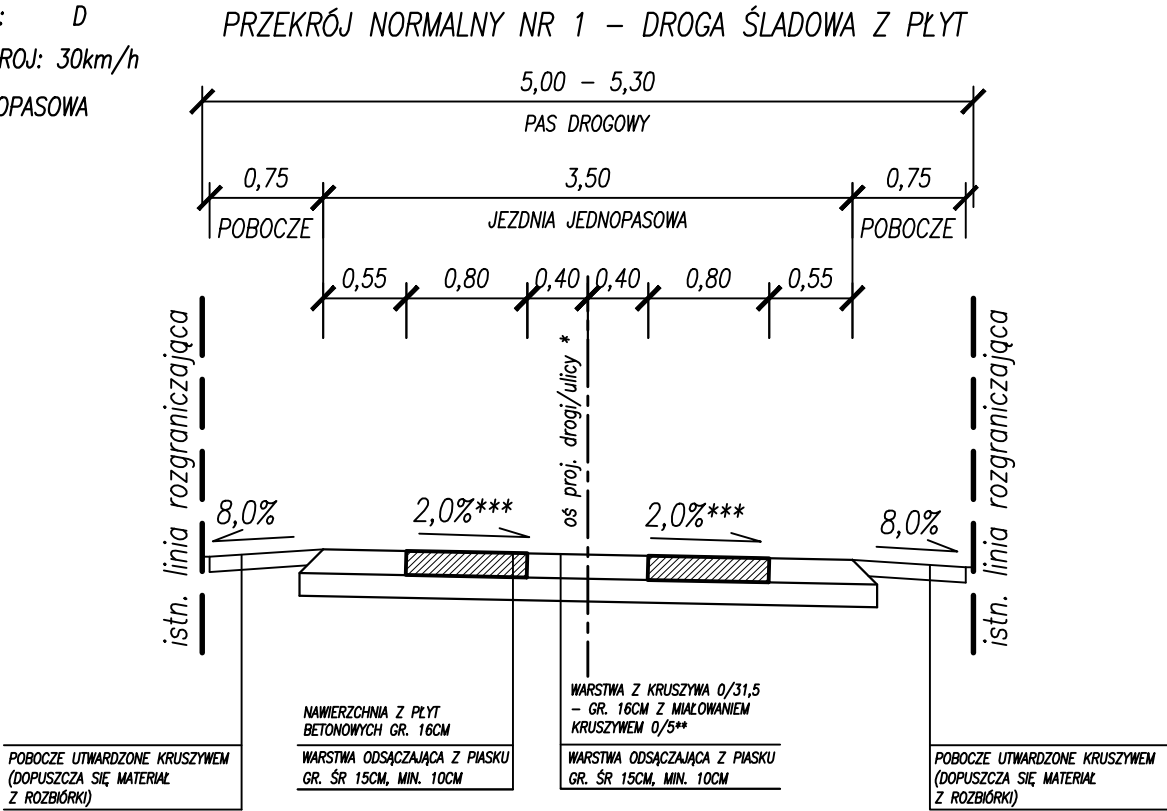 : D
PRZEKRÓJ NORMALNY NR 1 – DROGA ŚLADOWA Z PŁYT
ROJ: 30km/h
OPASOWA
5,00 – 5,30
PAS DROGOWY
0,75
3,50
0,75
POBOCZE
JEZDNIA JEDNOPASOWA
POBOCZE
0,55
0,80
0,40
0,40
0,80
0,55
istn. linia rozgraniczająca
oś proj. drogi/ulicy *
istn. linia rozgraniczająca
8,0%
2,0%***
2,0%***
8,0%
NAWIERZCHNIA Z PŁYT
BETONOWYCH GR. 16CM
WARSTWA ODSĄCZAJĄCA Z PIASKU
GR. ŚR 15CM, MIN. 10CM
WARSTWA Z KRUSZYWA 0/31,5
– GR. 16CM Z MIAŁOWANIEM
KRUSZYWEM 0/5**
WARSTWA ODSĄCZAJĄCA Z PIASKU
GR. ŚR 15CM, MIN. 10CM
POBOCZE UTWARDZONE KRUSZYWEM
(DOPUSZCZA SIĘ MATERIAŁ
Z ROZBIÓRKI)
POBOCZE UTWARDZONE KRUSZYWEM
(DOPUSZCZA SIĘ MATERIAŁ
Z ROZBIÓRKI)